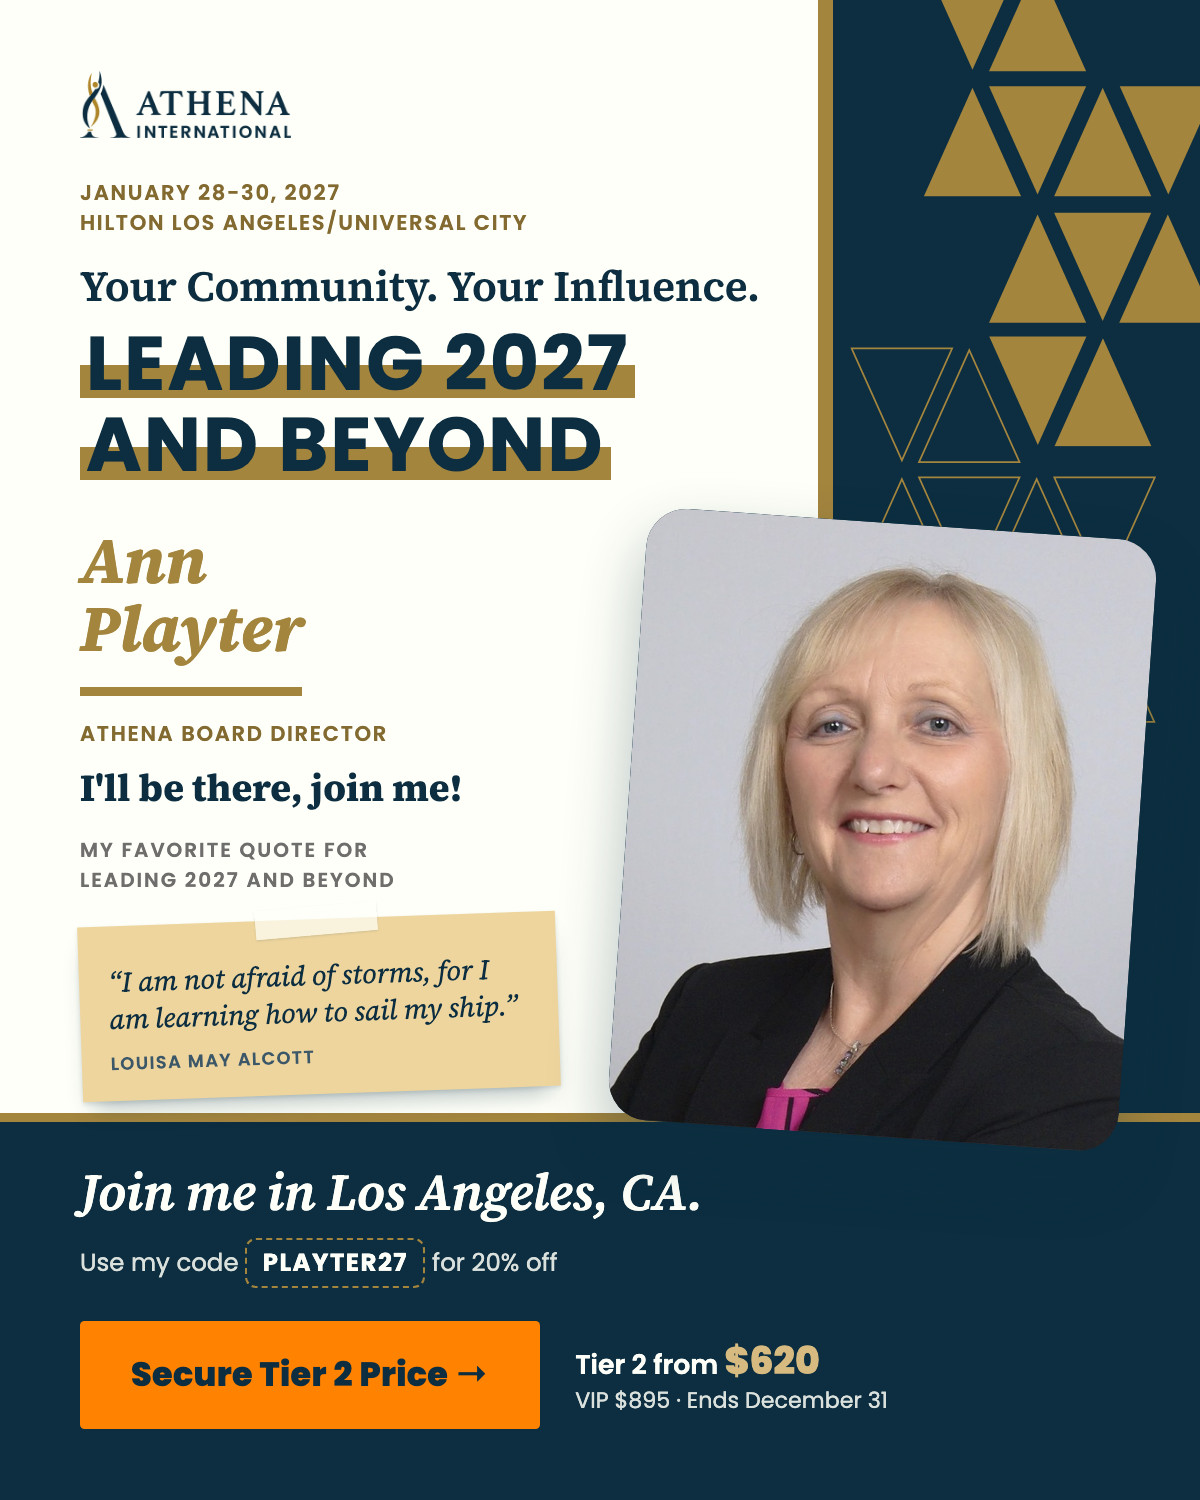 ATHENA
INTERNATIONAL
JANUARY 28-30, 2027
HILTON LOS ANGELES/UNIVERSAL CITY
Your Community. Your Influence.
LEADING 2027
AND BEYOND
Ann
Playter
ATHENA BOARD DIRECTOR
I'll be there, join me!
MY FAVORITE QUOTE FOR
LEADING 2027 AND BEYOND
“I am not afraid of storms, for I
am learning how to sail my ship.”
LOUISA MAY ALCOTT
Join me in Los Angeles, CA.
Use my code PLAYTER27 for 20% off
Secure Tier 2 Price →
Tier 2 from $620
VIP $895 · Ends December 31